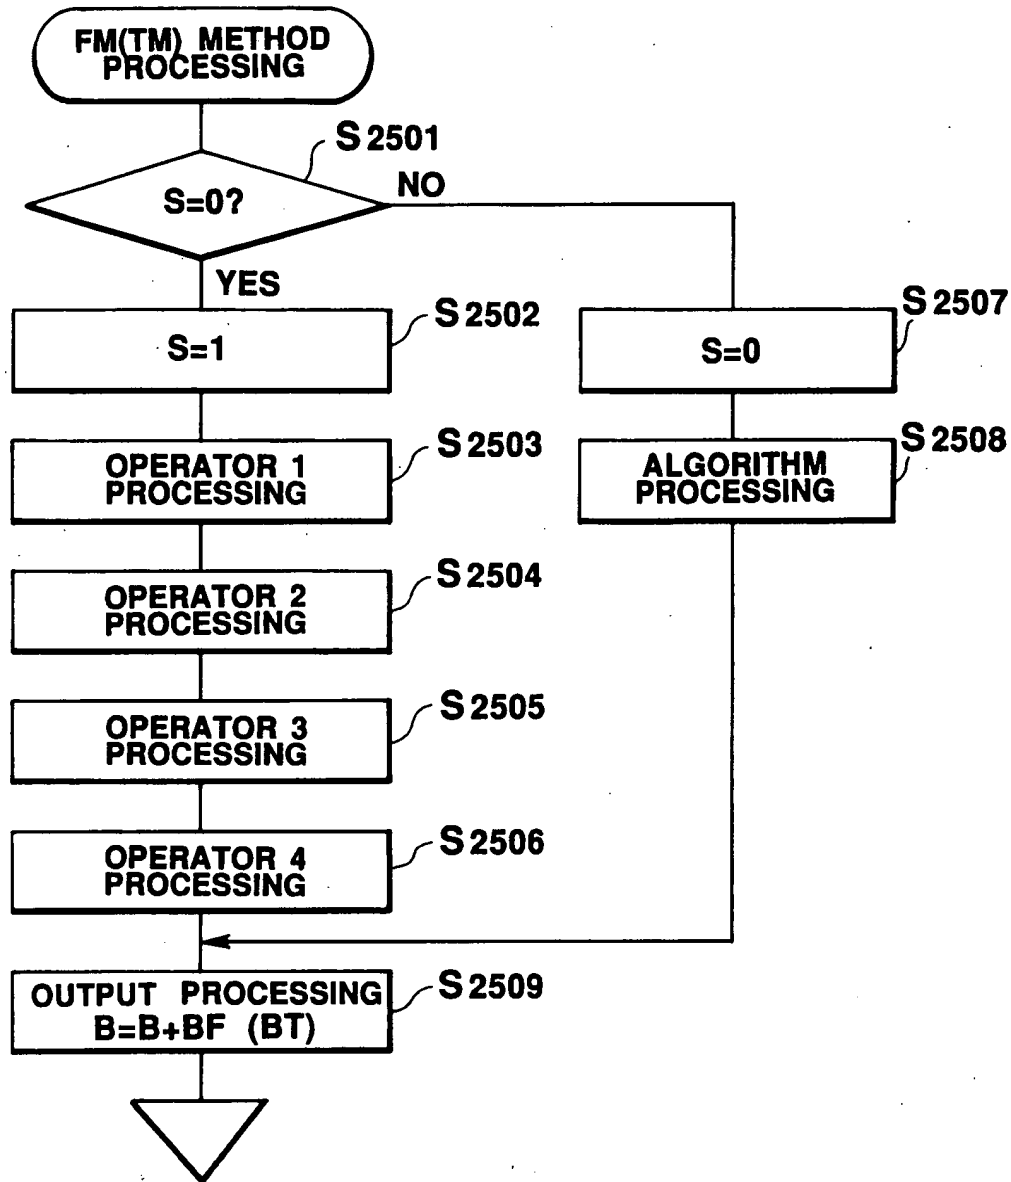 FM(TM) METHOD
PROCESSING
S2501
S=0?
NO
YES
S2502
S=1
S2507
S=0
S2503
OPERATOR 1
PROCESSING
S2508
ALGORITHM
PROCESSING
S2504
OPERATOR 2
PROCESSING
S2505
OPERATOR 3
PROCESSING
S2506
OPERATOR 4
PROCESSING
S2509
OUTPUT PROCESSING
B=B+BF (BT)